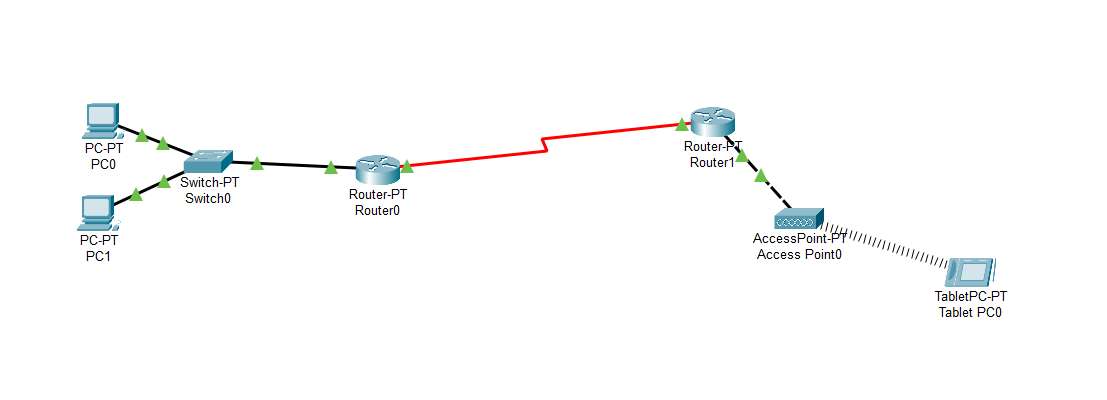 PC-PT
PC0
Switch-PT
Switch0
PC-PT
PC1
Router-PT
Router0
Router-PT
Router1
AccessPoint-PT
Access Point0
TabletPC-PT
Tablet PC0